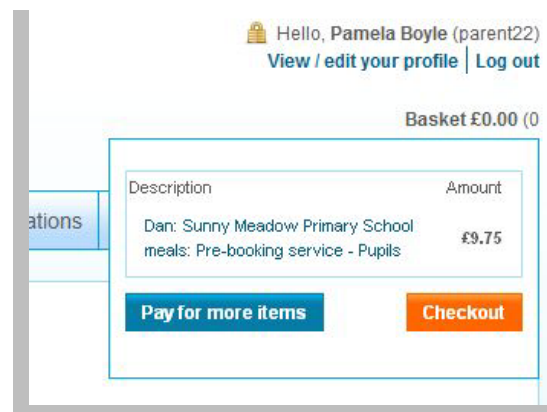 Hello, Pamela Boyle (parent22)
View / edit your profile | Log out
Basket £0.00 (0
Description Amount
ations
Dan: Sunny Meadow Primary School
meals: Pre-booking service - Pupils
£9.75
Pay for more items Checkout